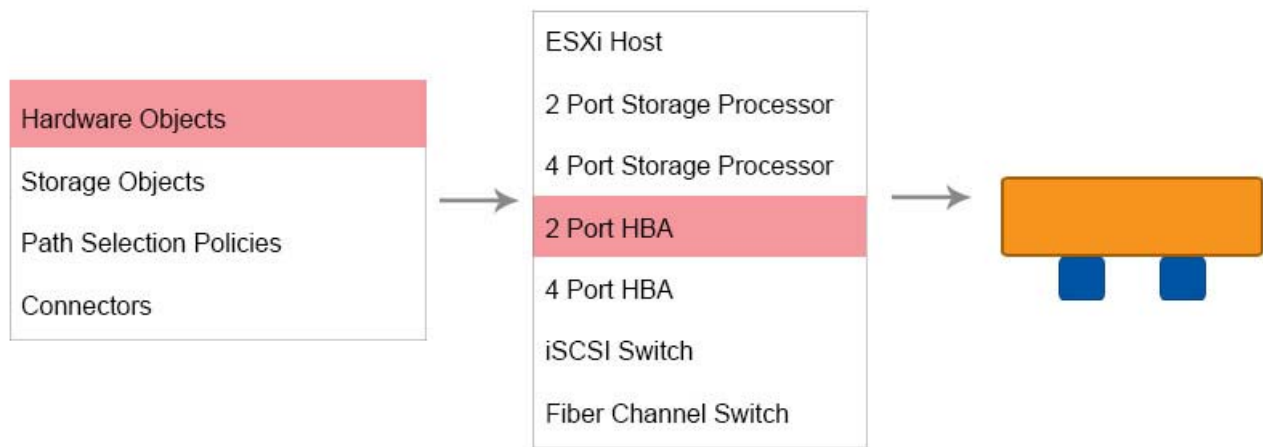 Hardware Objects
Storage Objects
Path Selection Policies
Connectors
ESXi Host
2 Port Storage Processor
4 Port Storage Processor
2 Port HBA
4 Port HBA
iSCSI Switch
Fiber Channel Switch